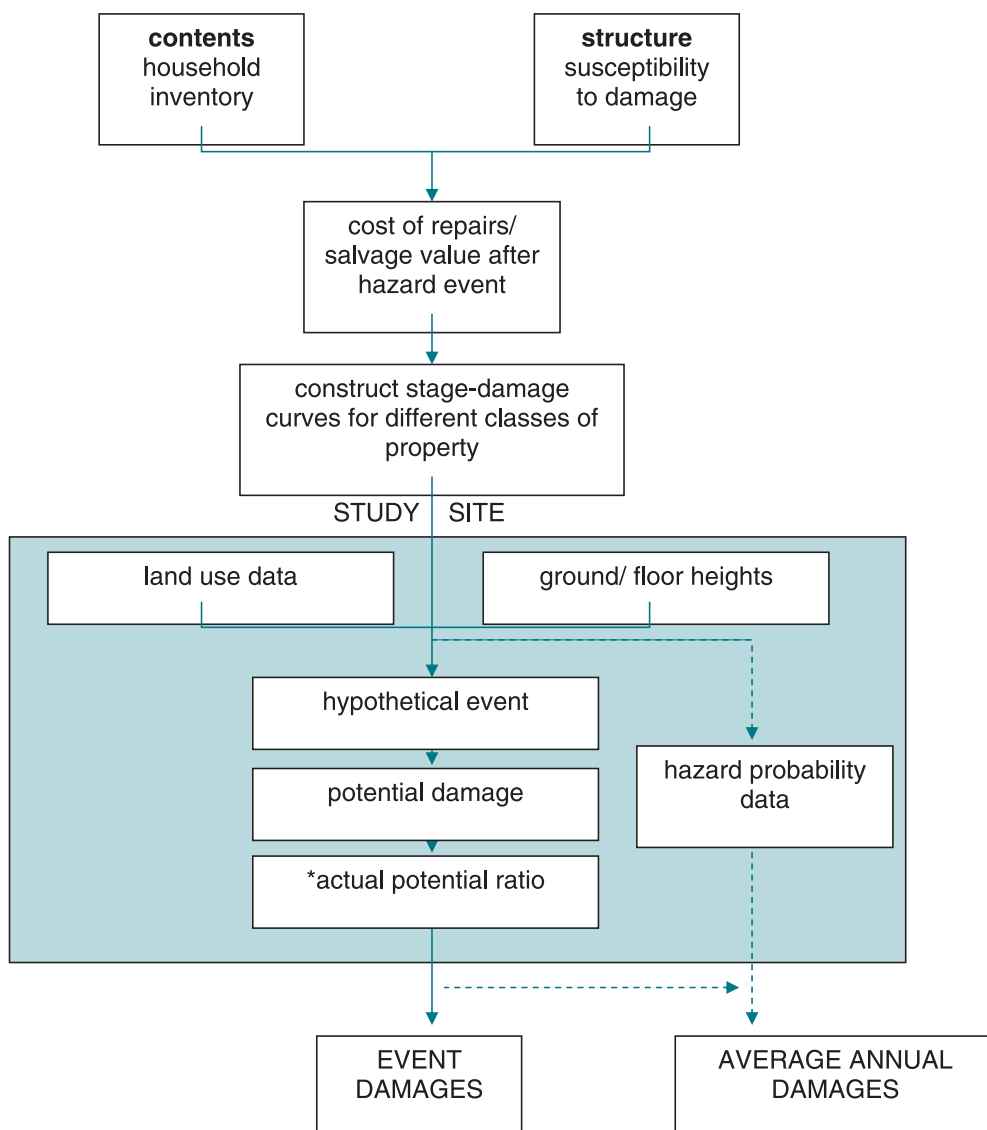 contents
household
inventory
structure
susceptibility
to damage
cost of repairs/
salvage value after
hazard event
construct stage-damage
curves for different classes of
property
STUDY SITE
land use data
ground/ floor heights
hypothetical event
hazard probability
data
potential damage
*actual potential ratio
EVENT
DAMAGES
AVERAGE ANNUAL
DAMAGES